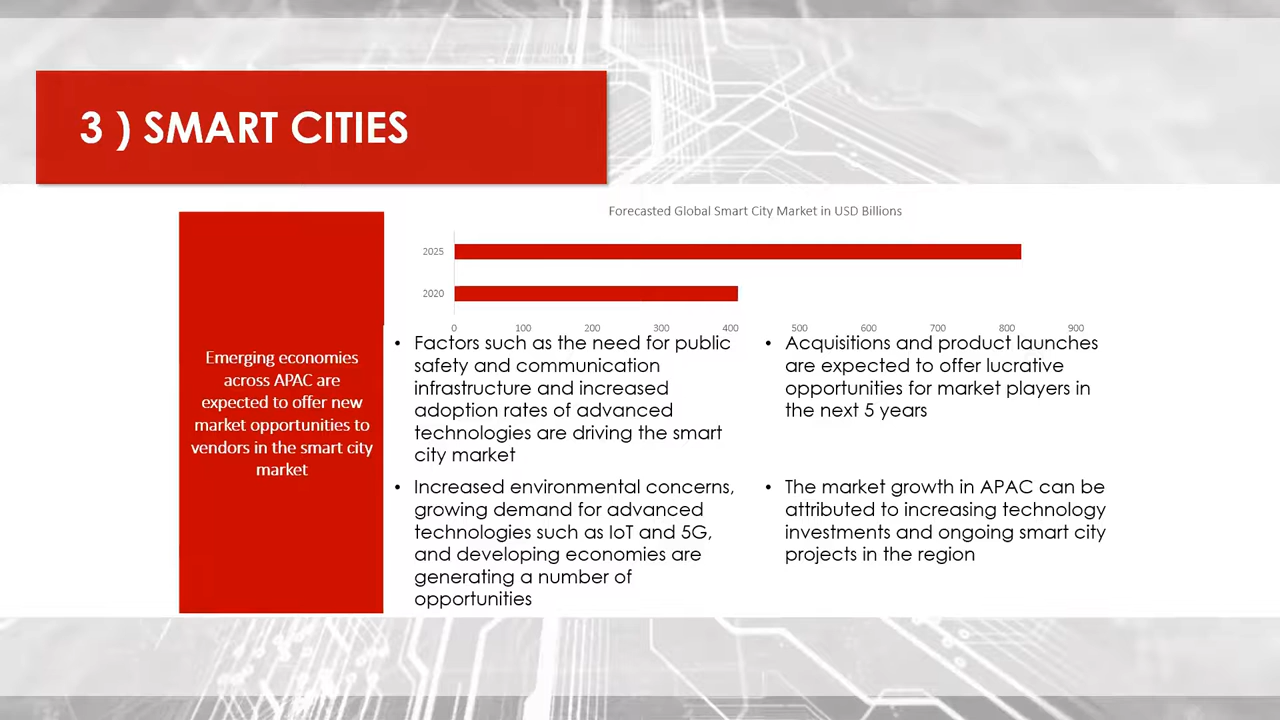 3 ) SMART CITIES
Emerging economies
across APAC are
expected to offer new
market opportunities to
vendors in the smart city
market
Forecasted Global Smart City Market in USD Billions
2025
2020
0 100 200 300 400 500 600 700 800 900
• Factors such as the need for public
safety and communication
infrastructure and increased
adoption rates of advanced
technologies are driving the smart
city market
• Increased environmental concerns,
growing demand for advanced
technologies such as IoT and 5G,
and developing economies are
generating a number of
opportunities
• Acquisitions and product launches
are expected to offer lucrative
opportunities for market players in
the next 5 years
• The market growth in APAC can be
attributed to increasing technology
investments and ongoing smart city
projects in the region